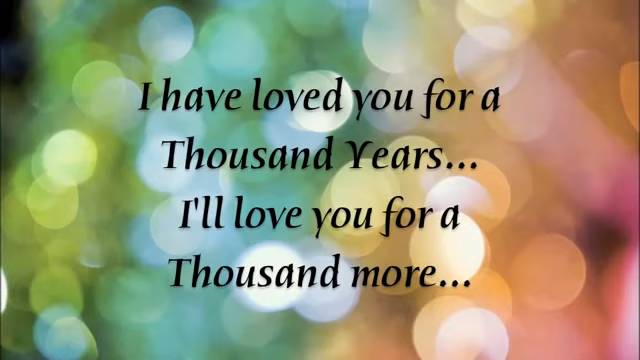 I have loved you for a
Thousand Years...
I'll love you for a
Thousand more...